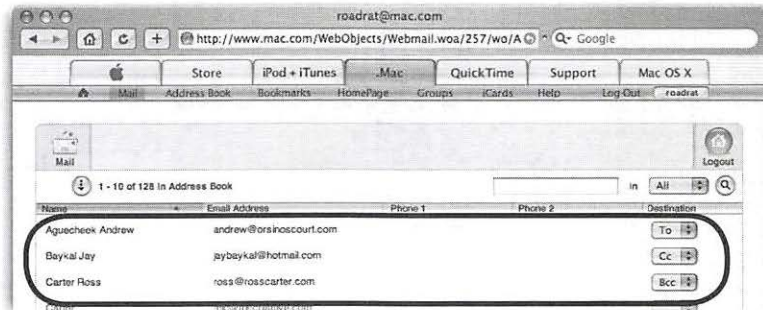 roadrat@mac.com
http://www.mac.com/WebObjects/Webmail.woa/257/wo/A Q- Google
Store iPod + iTunes .Mac QuickTime Support Mac OS X
Mail Address Book Bookmarks HomePage Groups iCards Help Log Out roadrat
Mail Logout
1 - 10 of 128 in Address Book in All
Name Email Address Phone 1 Phone 2 Destination
Aguecheek Andrew andrew@orsinoscourt.com To
Baykal Jay jaybaykal@hotmail.com Cc
Carter Ross ross@rosscarter.com Bcc